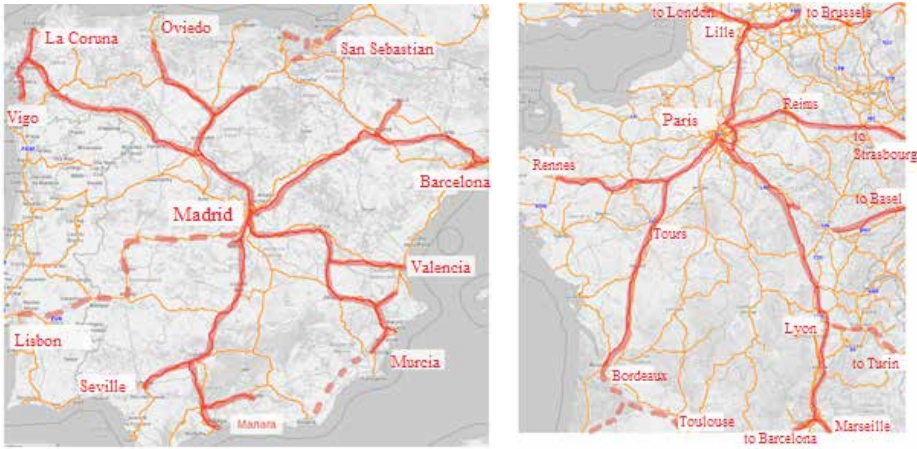 La Coruna
Oviedo
San Sebastian
Vigo
Barcelona
Madrid
Valencia
Lisbon
Murcia
Seville
Manara
to London
to Brussels
Lille
Reims
Paris
to
Strasbourg
Rennes
to Basel
Tours
Lyon
to Turin
Bordeaux
Toulouse
Marseille
to Barcelona